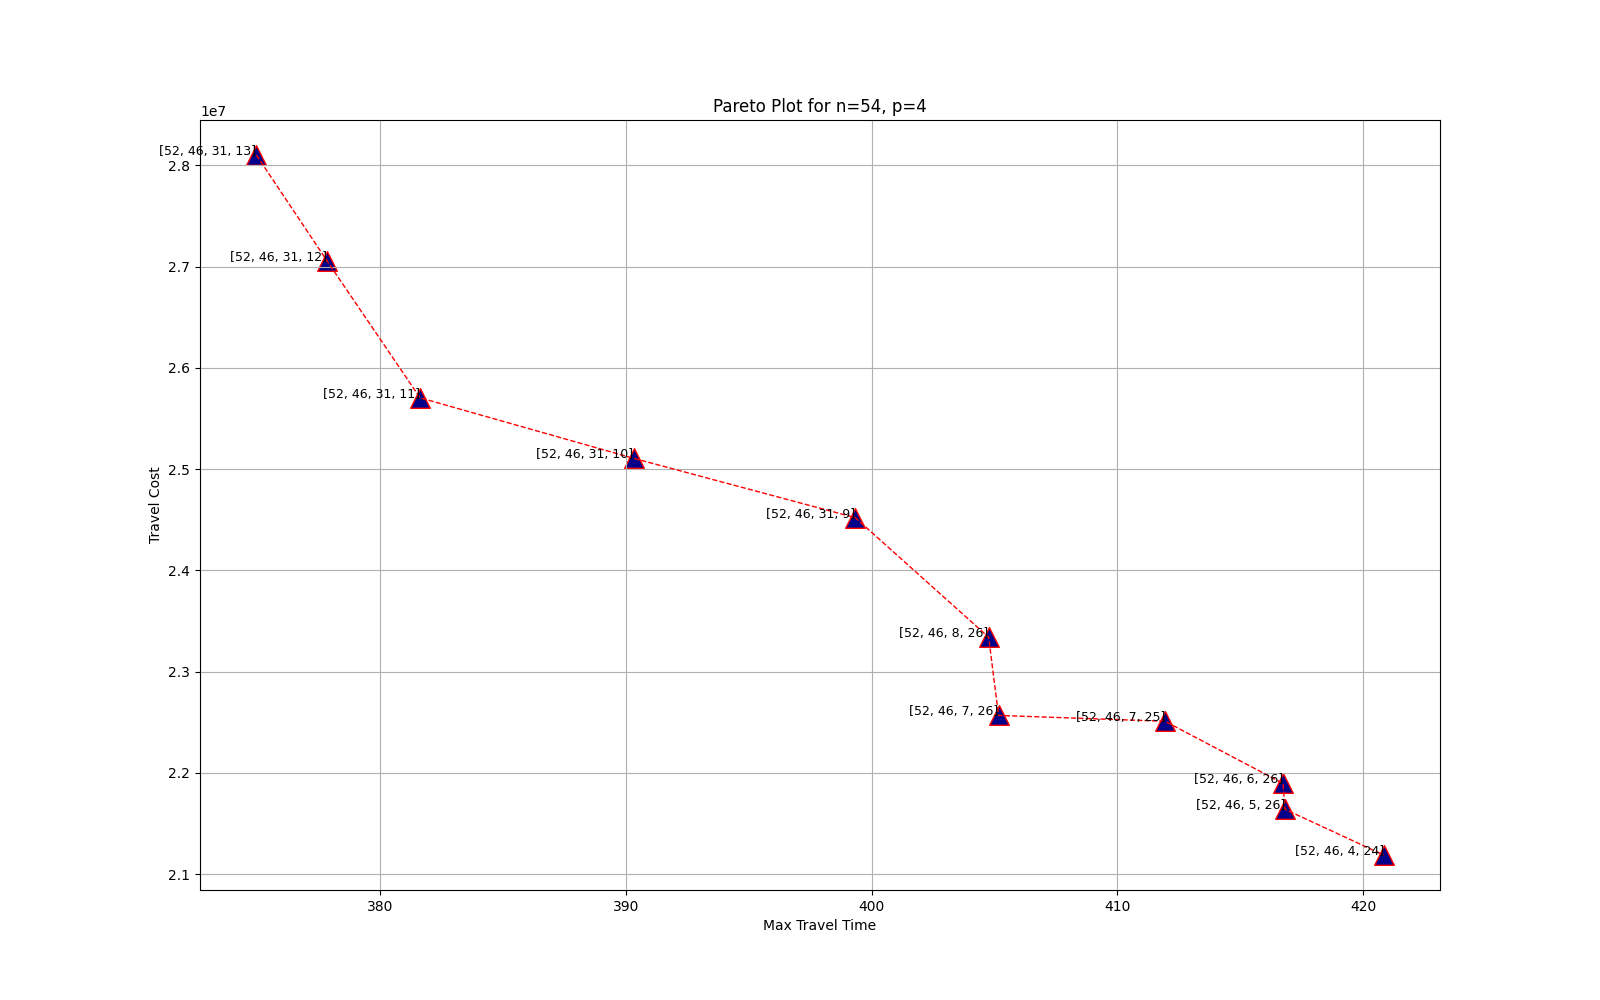 Pareto Plot for n=54, p=4
1e7
[52, 46, 31, 13]
2.8
[52, 46, 31, 12]
2.7
2.6
[52, 46, 31, 11]
2.5
[52, 46, 31, 10]
[52, 46, 31, 9]
2.4
[52, 46, 8, 26]
2.3
[52, 46, 7, 26]
[52, 46, 7, 25]
2.2
[52, 46, 6, 26]
[52, 46, 5, 26]
[52, 46, 4, 24]
2.1
Travel Cost
380 390 400 410 420
Max Travel Time